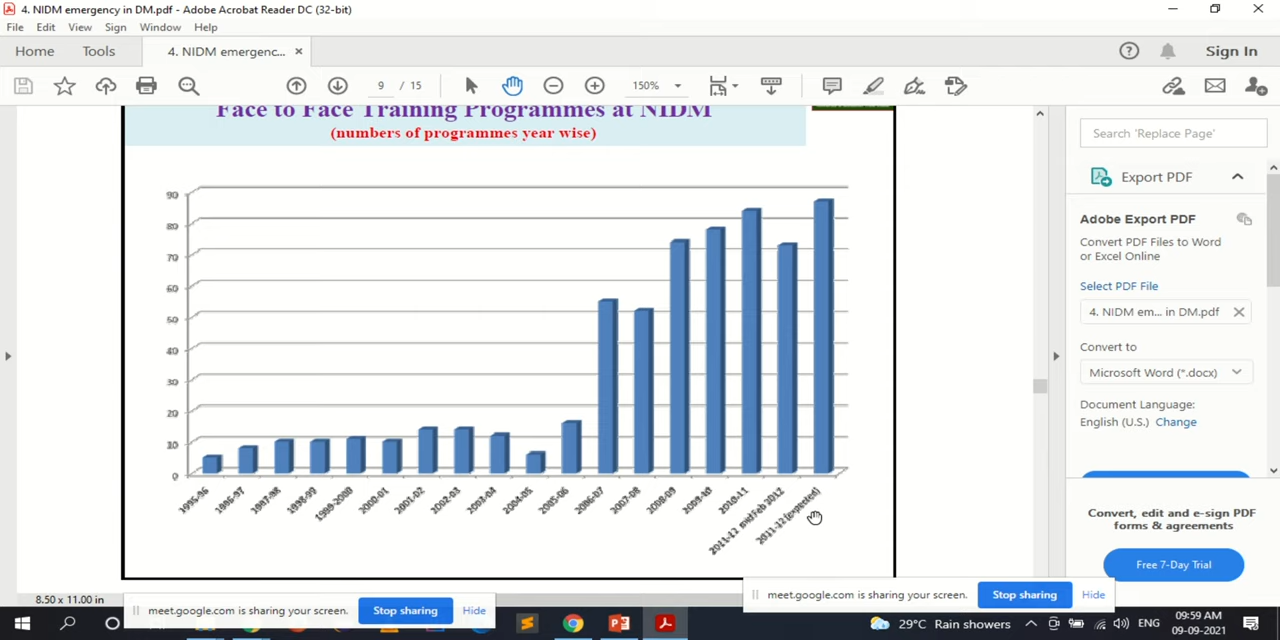 4. NIDM emergency in DM.pdf - Adobe Acrobat Reader DC (32-bit)
File Edit View Sign Window Help
Home Tools 4. NIDM emergenc... × Sign In
9 / 15 150%
Face to Face Training Programmes at NIDM
(numbers of programmes year wise)
90
80
70
60
50
40
30
20
10
0
1995-96 1996-97 1997-98 1998-99 1999-2000 2000-01 2001-02 2002-03 2003-04 2004-05 2005-06 2006-07 2007-08 2008-09 2009-10 2010-11 2011-12 mid Feb 2012 2011-12 (expected)
Search 'Replace Page'
Export PDF
Adobe Export PDF
Convert PDF Files to Word
or Excel Online
Select PDF File
4. NIDM em... in DM.pdf
Convert to
Microsoft Word (*.docx)
Document Language:
English (U.S.) Change
Convert, edit and e-sign PDF
forms & agreements
Free 7-Day Trial
8.50 x 11.00 in
meet.google.com is sharing your screen. Stop sharing Hide
meet.google.com is sharing your screen. Stop sharing Hide
29°C Rain showers ENG 09:59 AM
09-09-2021